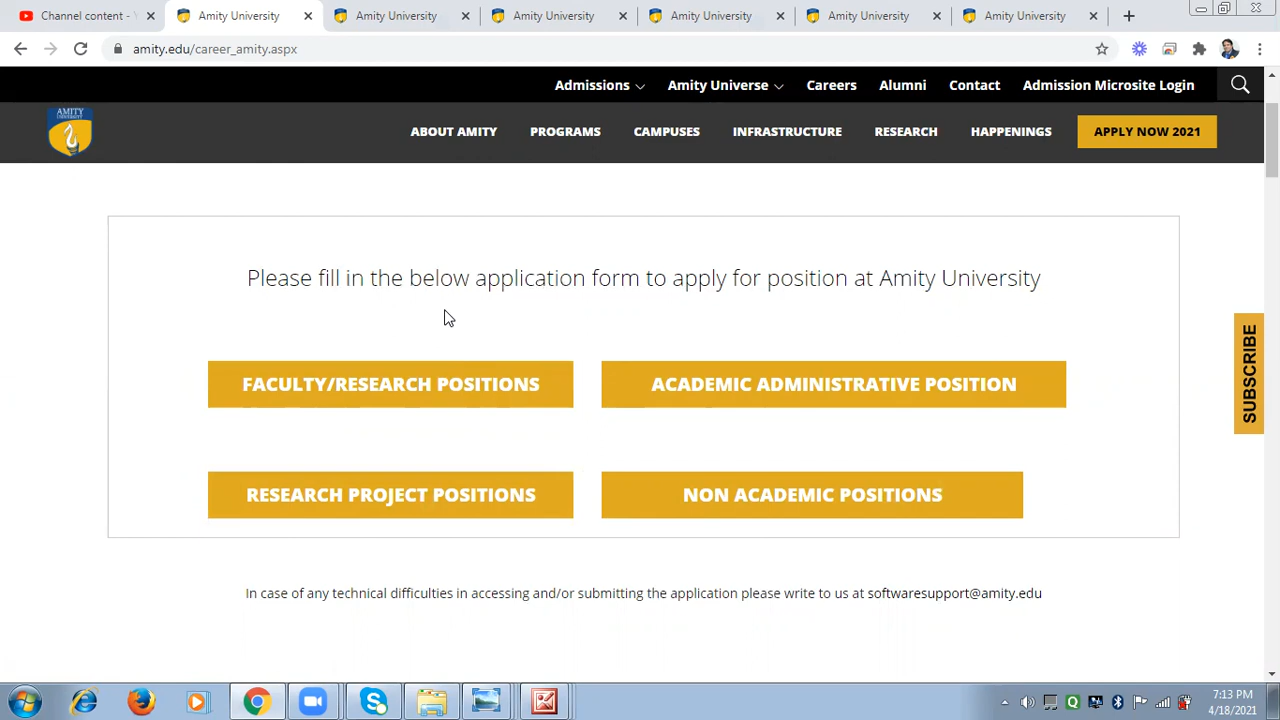 Channel content - Y
Amity University
Amity University
Amity University
Amity University
Amity University
Amity University
amity.edu/career_amity.aspx
Admissions
Amity Universe
Careers
Alumni
Contact
Admission Microsite Login
AMITY
UNIVERSITY
ABOUT AMITY
PROGRAMS
CAMPUSES
INFRASTRUCTURE
RESEARCH
HAPPENINGS
APPLY NOW 2021
Please fill in the below application form to apply for position at Amity University
FACULTY/RESEARCH POSITIONS
ACADEMIC ADMINISTRATIVE POSITION
RESEARCH PROJECT POSITIONS
NON ACADEMIC POSITIONS
SUBSCRIBE
In case of any technical difficulties in accessing and/or submitting the application please write to us at softwaresupport@amity.edu
7:13 PM
4/18/2021